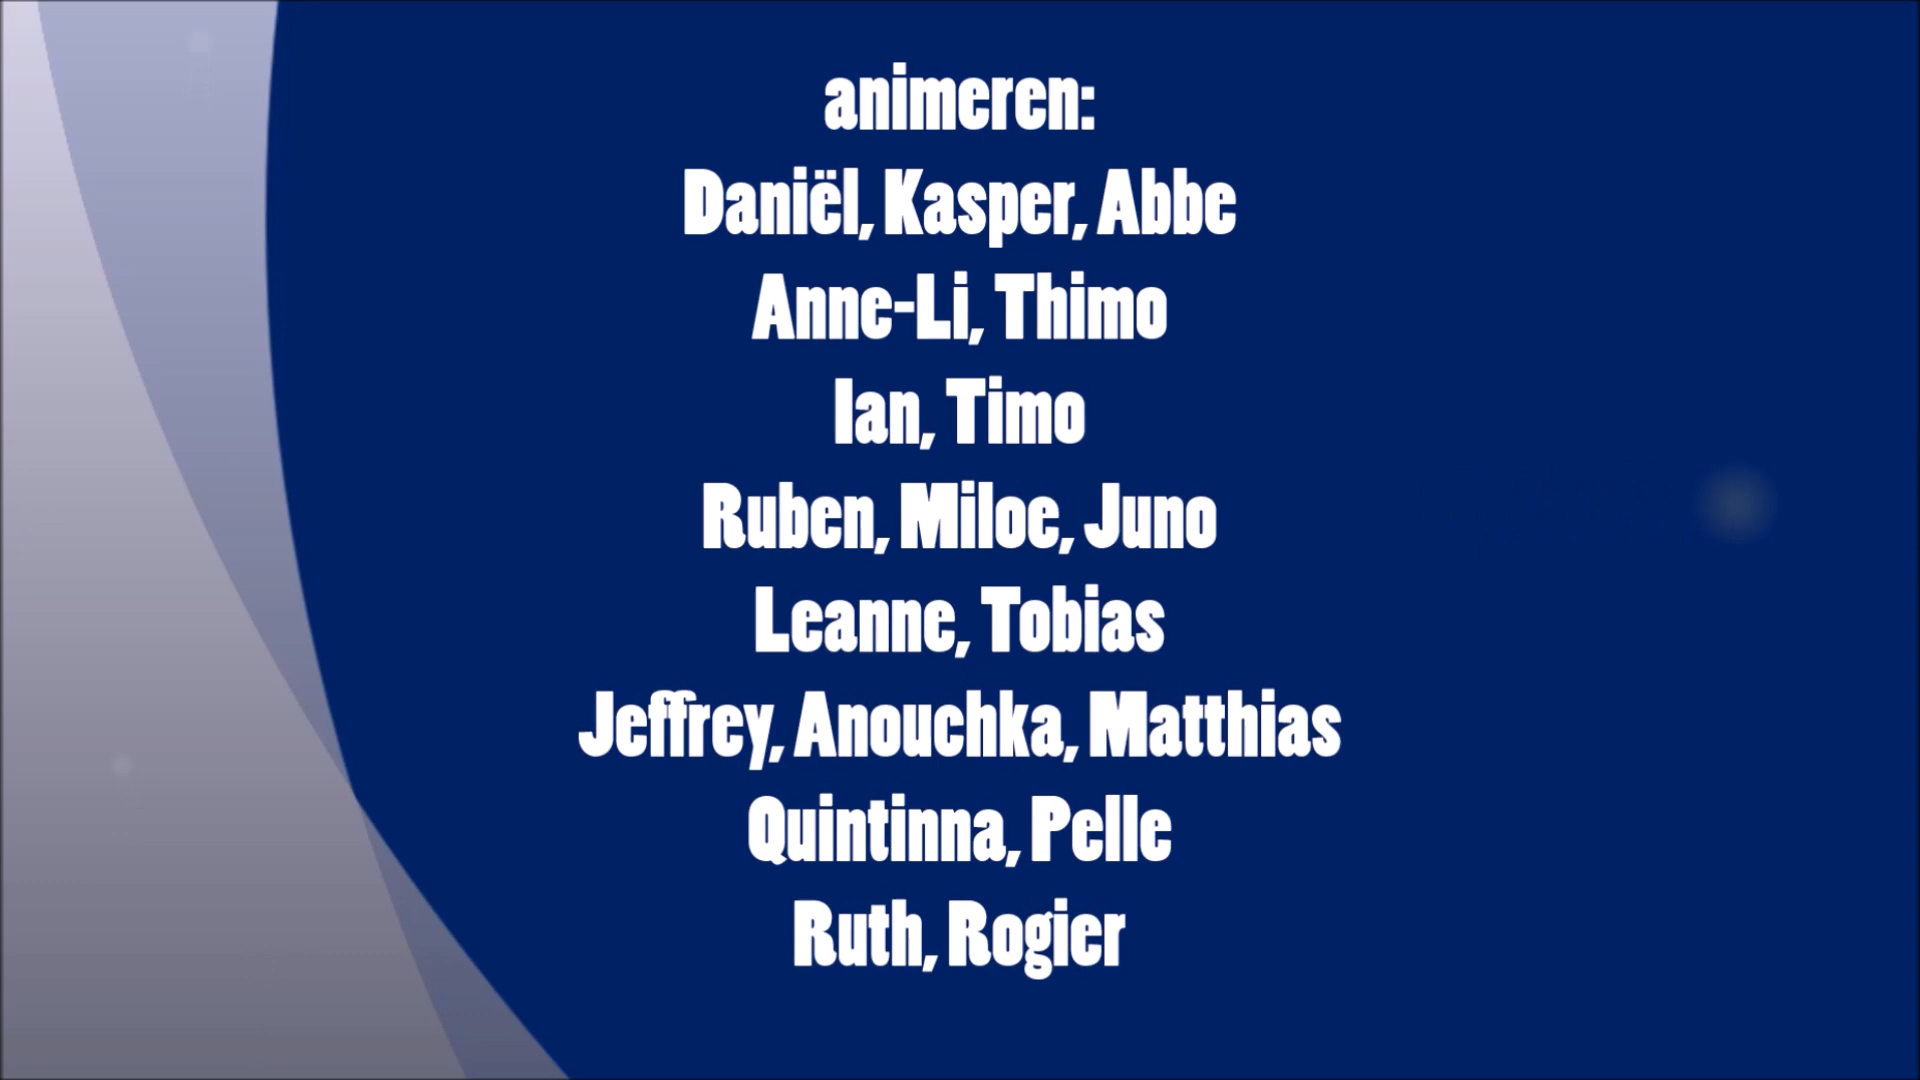 animeren:
Daniël, Kasper, Abbe
Anne-Li, Thimo
Ian, Timo
Ruben, Miloe, Juno
Leanne, Tobias
Jeffrey, Anouchka, Matthias
Quintinna, Pelle
Ruth, Rogier